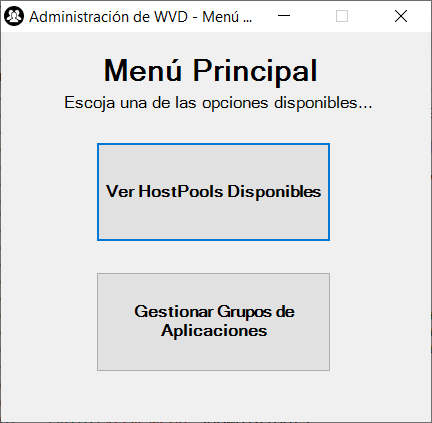 Administración de WVD - Menú ...
Menú Principal
Escoja una de las opciones disponibles...
Ver HostPools Disponibles
Gestionar Grupos de
Aplicaciones